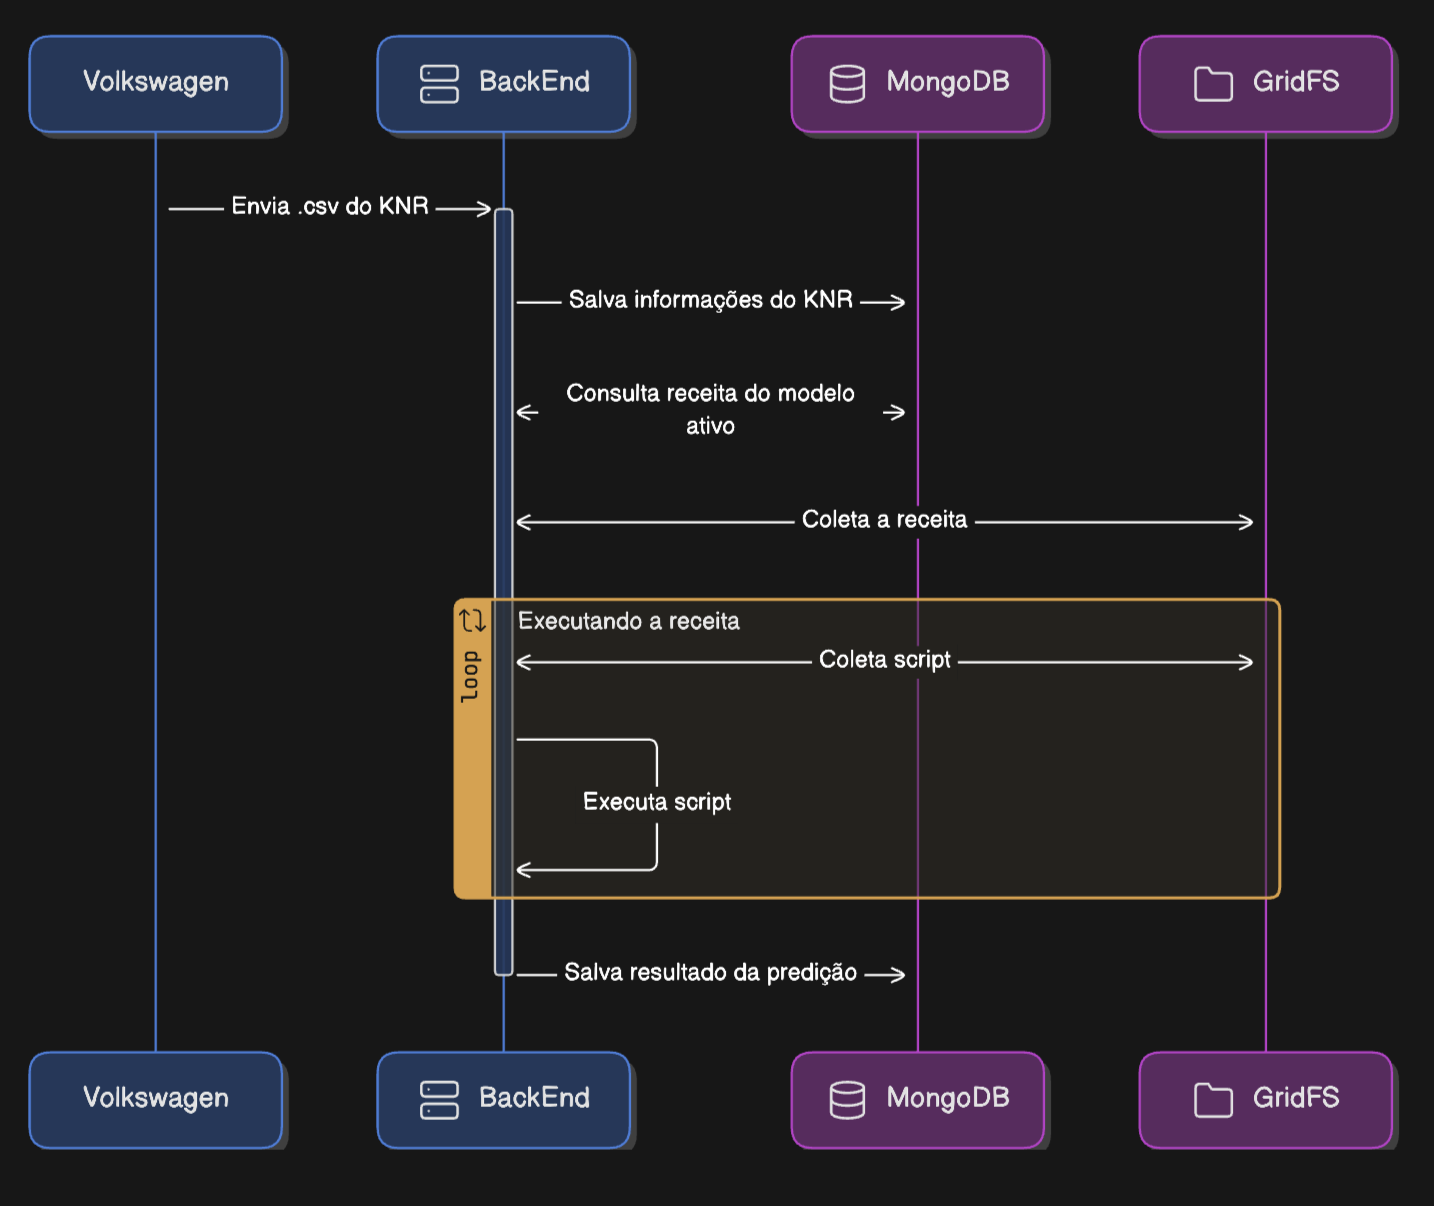 Volkswagen
BackEnd
MongoDB
GridFS
Envia .csv do KNR
Salva informações do KNR
Consulta receita do modelo
ativo
Coleta a receita
loop
Executando a receita
Coleta script
Executa script
Salva resultado da predição
Volkswagen
BackEnd
MongoDB
GridFS